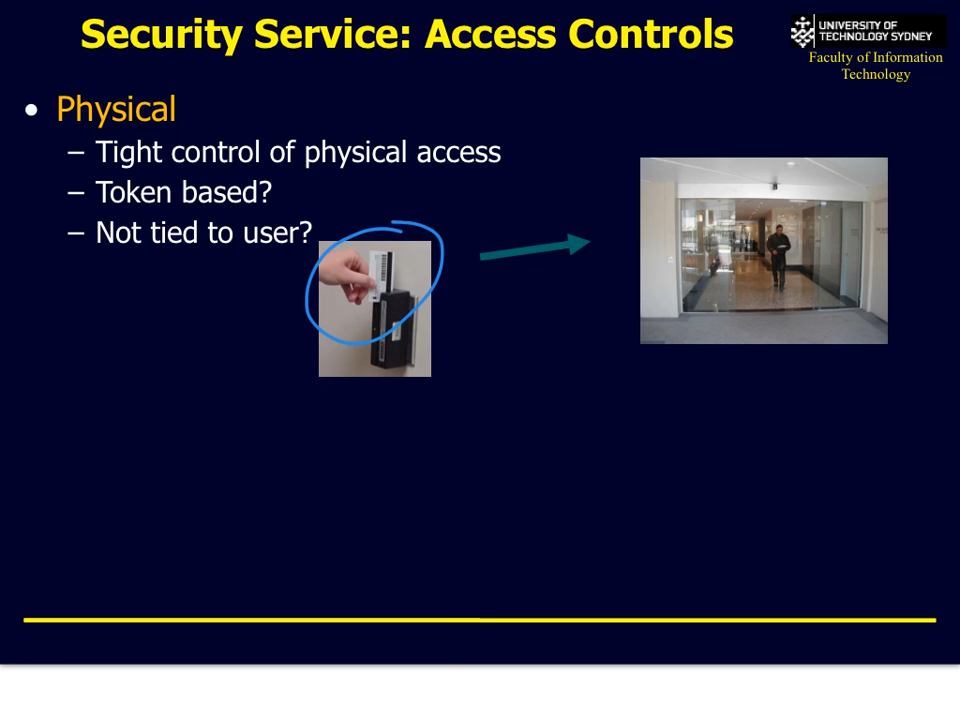 Security Service: Access Controls
UNIVERSITY OF
TECHNOLOGY SYDNEY
Faculty of Information
Technology
• Physical
– Tight control of physical access
– Token based?
– Not tied to user?